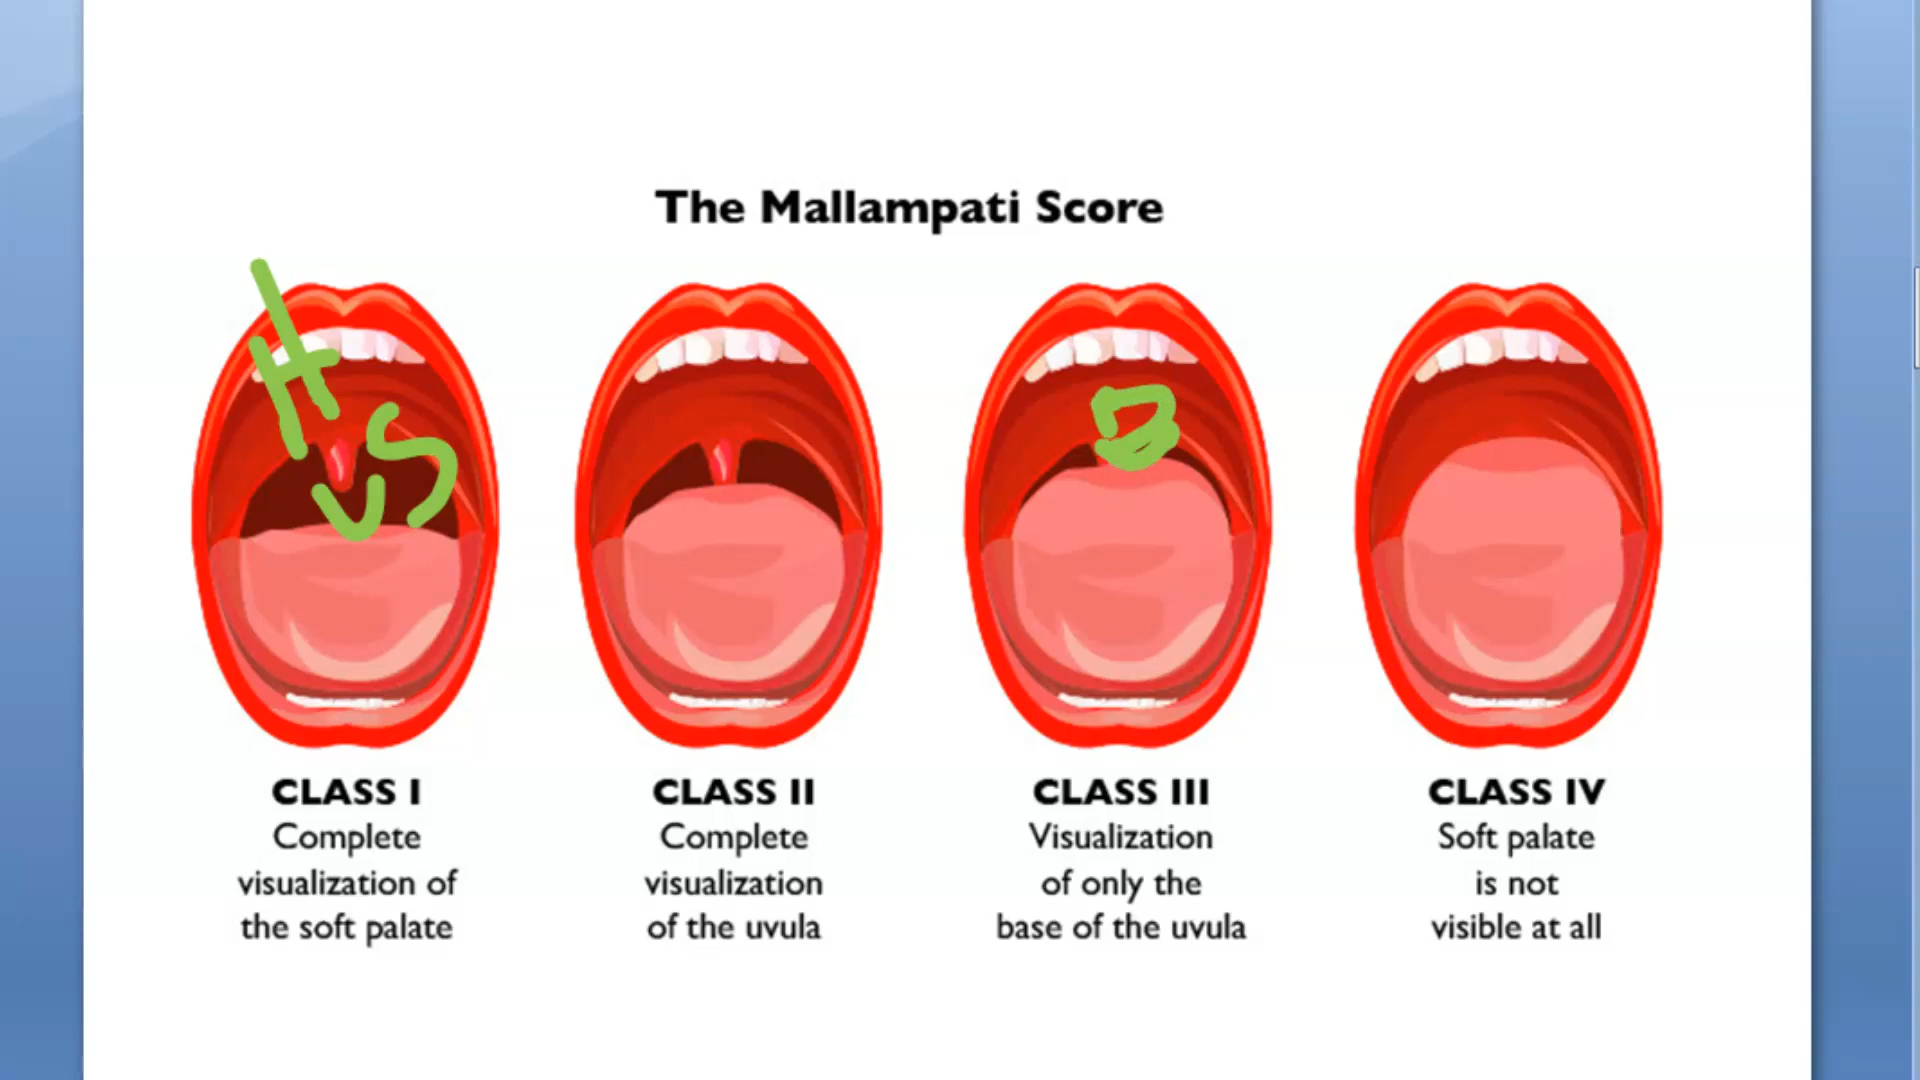 The Mallampati Score
H
U S
B
CLASS I
Complete
visualization of
the soft palate
CLASS II
Complete
visualization
of the uvula
CLASS III
Visualization
of only the
base of the uvula
CLASS IV
Soft palate
is not
visible at all